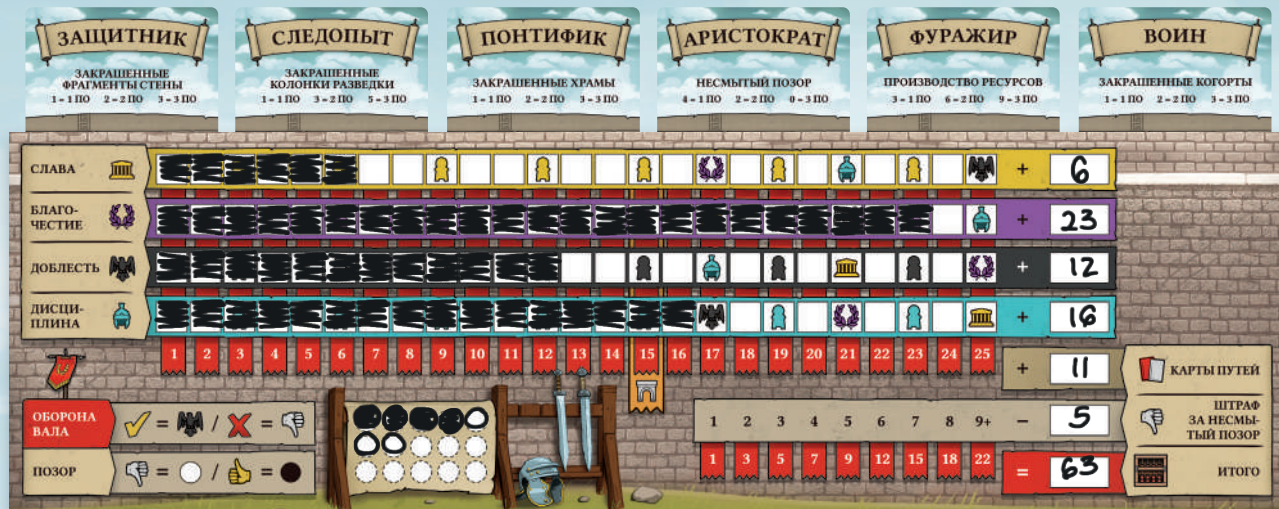 ЗАЩИТНИК
ЗАКРАШЕННЫЕ
ФРАГМЕНТЫ СТЕНЫ
1 = 1 ПО 2 = 2 ПО 3 = 3 ПО
СЛЕДОПЫТ
ЗАКРАШЕННЫЕ
КОЛОНКИ РАЗВЕДКИ
1 = 1 ПО 3 = 2 ПО 5 = 3 ПО
ПОНТИФИК
ЗАКРАШЕННЫЕ ХРАМЫ
1 = 1 ПО 2 = 2 ПО 3 = 3 ПО
АРИСТОКРАТ
НЕСМЫТЫЙ ПОЗОР
4 = 1 ПО 2 = 2 ПО 0 = 3 ПО
ФУРАЖИР
ПРОИЗВОДСТВО РЕСУРСОВ
3 = 1 ПО 6 = 2 ПО 9 = 3 ПО
ВОИН
ЗАКРАШЕННЫЕ КОГОРТЫ
1 = 1 ПО 2 = 2 ПО 3 = 3 ПО
СЛАВА + 6
БЛАГО-
ЧЕСТИЕ + 23
ДОБЛЕСТЬ + 12
ДИСЦИ-
ПЛИНА + 16
1 2 3 4 5 6 7 8 9 10 11 12 13 14 15 16 17 18 19 20 21 22 23 24 25
+ 11 КАРТЫ ПУТЕЙ
ОБОРОНА
ВАЛА = / =
ПОЗОР = / =
1 2 3 4 5 6 7 8 9+ – 5
ШТРАФ
ЗА НЕСМЫ-
ТЫЙ ПОЗОР
1 3 5 7 9 12 15 18 22 = 63 ИТОГО